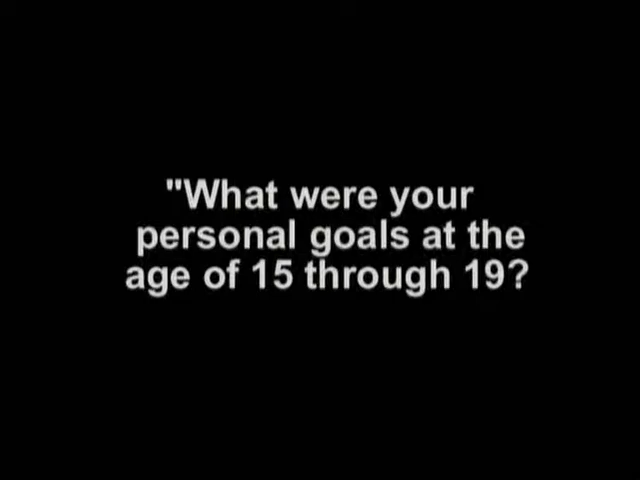 "What were your
personal goals at the
age of 15 through 19?